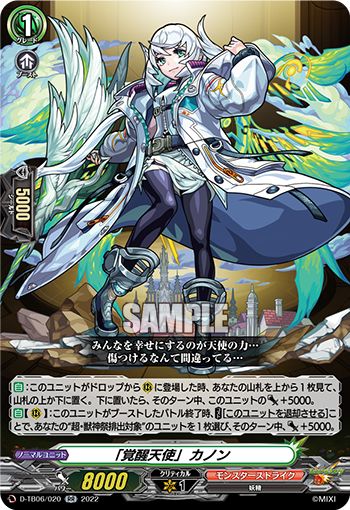 1
グレード
ブースト
5000
シールド
SAMPLE
みんなを幸せにするのが天使の力…
傷つけるなんて間違ってる…
自:このユニットがドロップからRに登場した時、あなたの山札を上から1枚見て、
山札の上か下に置く。下に置いたら、そのターン中、このユニットの+5000。
自【R】:このユニットがブーストしたバトル終了時、[このユニットを退却させる]こ
とで、あなたの“超・獣神祭排出対象”のユニットを1枚選び、そのターン中、+5000。
ノーマルユニット
「覚醒天使」 カノン
D-TB06/020 RR 2022
パワー
8000
クリティカル
1
モンスターストライク
妖精
©MIXI